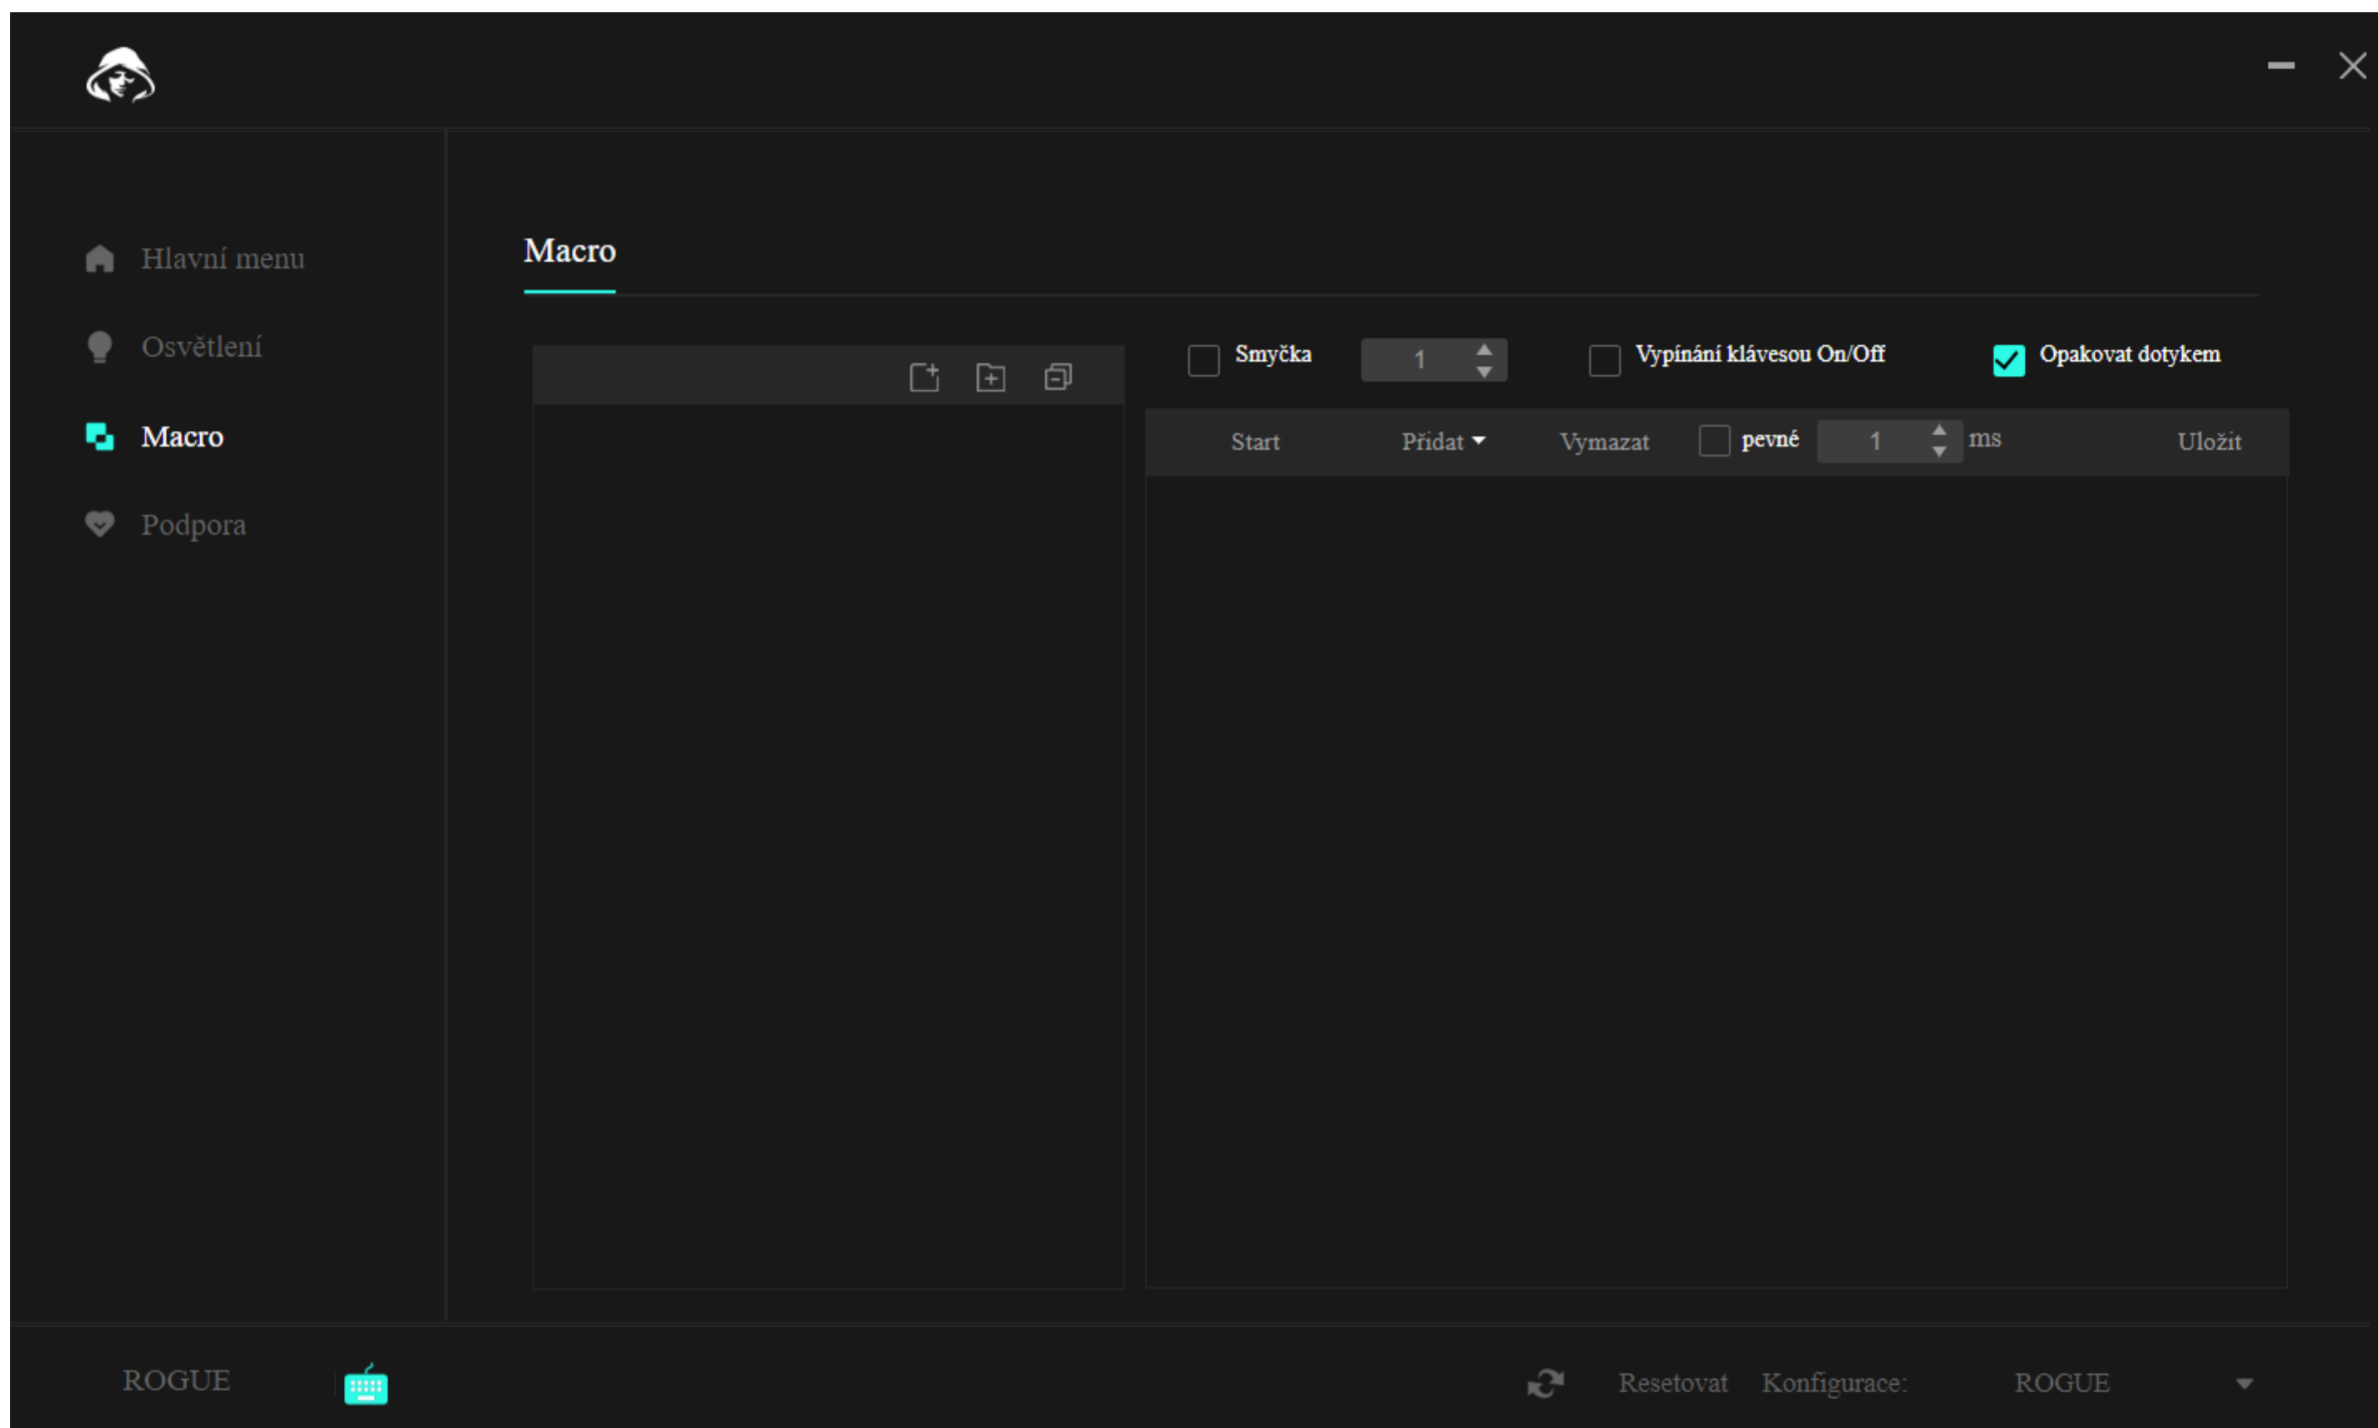 Hlavní menu
Osvětlení
Macro
Podpora
Macro
Smyčka 1 Vypínání klávesou On/Off Opakovat dotykem
Start Přidat Vymazat pevné 1 ms Uložit
ROGUE Resetovat Konfigurace: ROGUE